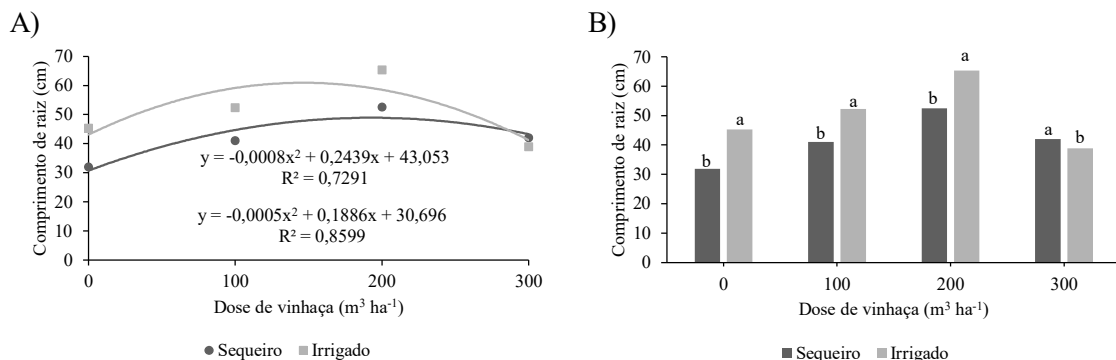 A)
Comprimento de raiz (cm)
70
60
50
40
30
20
10
0
y = -0,0008x² + 0,2439x + 43,053
R² = 0,7291
y = -0,0005x² + 0,1886x + 30,696
R² = 0,8599
0 100 200 300
Dose de vinhaça (m³ ha⁻¹)
Sequeiro Irrigado
B)
Comprimento de raiz (cm)
70
60
50
40
30
20
10
0
b a b a b a a b
0 100 200 300
Dose de vinhaça (m³ ha⁻¹)
Sequeiro Irrigado